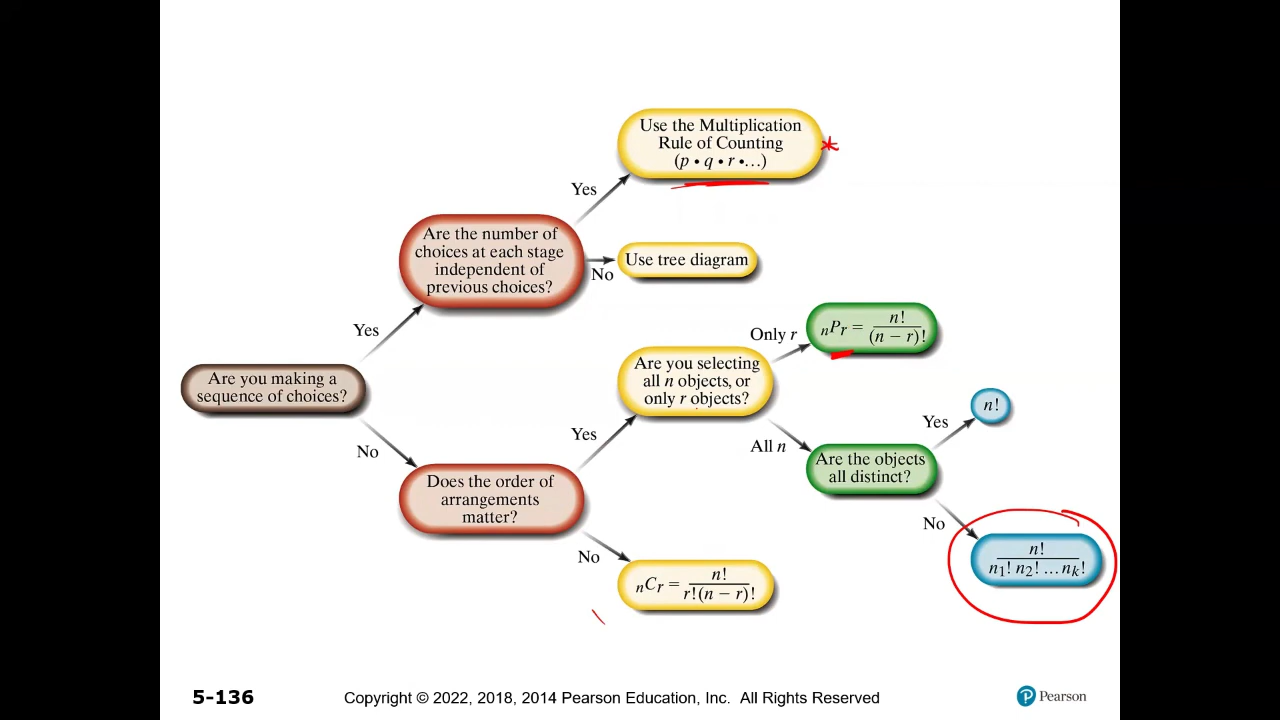 Use the Multiplication
Rule of Counting
(p • q • r •…)
Yes
Are the number of
choices at each stage
independent of
previous choices?
No
Use tree diagram
Yes
Are you making a
sequence of choices?
No
Does the order of
arrangements
matter?
Yes
Are you selecting
all n objects, or
only r objects?
Only r
nPr = n! / (n − r)!
All n
Are the objects
all distinct?
Yes
n!
No
n! / n1! n2! … nk!
No
nCr = n! / r!(n − r)!
5-136
Copyright © 2022, 2018, 2014 Pearson Education, Inc. All Rights Reserved
P Pearson